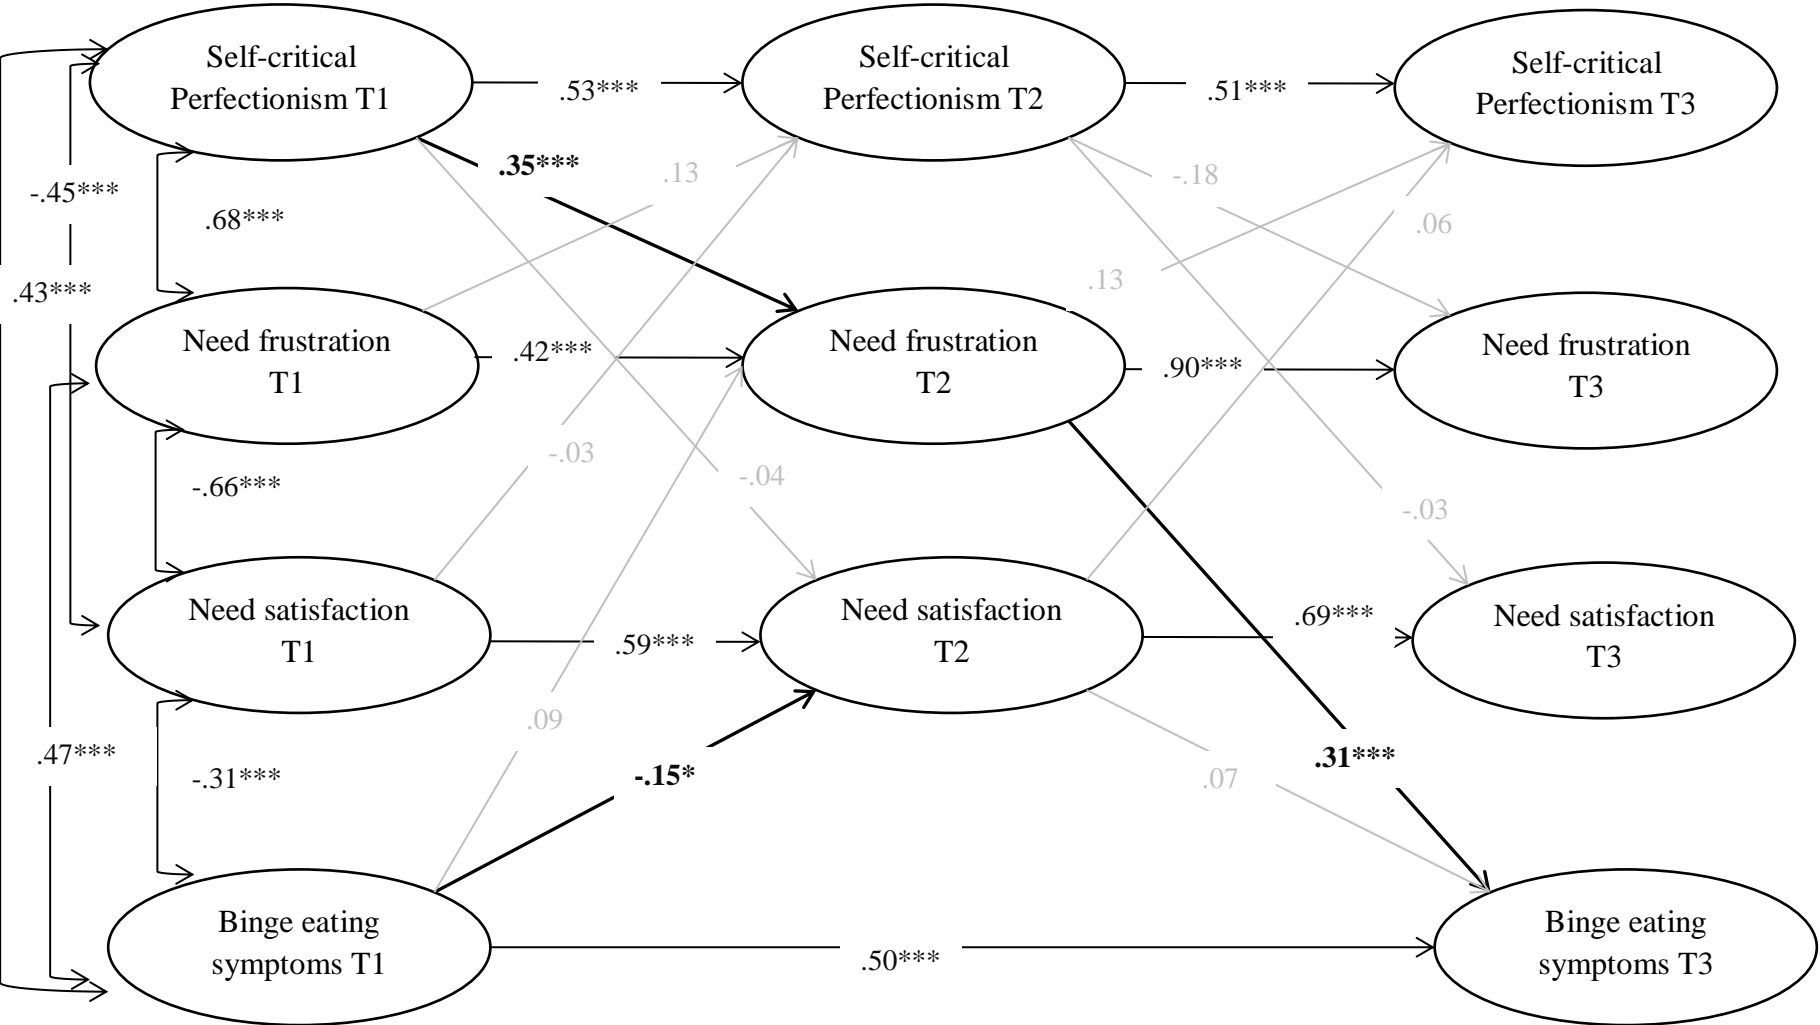 Self-critical
Perfectionism T1
Self-critical
Perfectionism T2
Self-critical
Perfectionism T3
.53***
.51***
-.45***
.68***
.43***
.35***
.13
-.18
.06
.13
Need frustration
T1
Need frustration
T2
Need frustration
T3
.42***
.90***
-.66***
-.03
-.04
-.03
Need satisfaction
T1
Need satisfaction
T2
Need satisfaction
T3
.59***
.69***
.47***
-.31***
.09
-.15*
.07
.31***
Binge eating
symptoms T1
Binge eating
symptoms T3
.50***